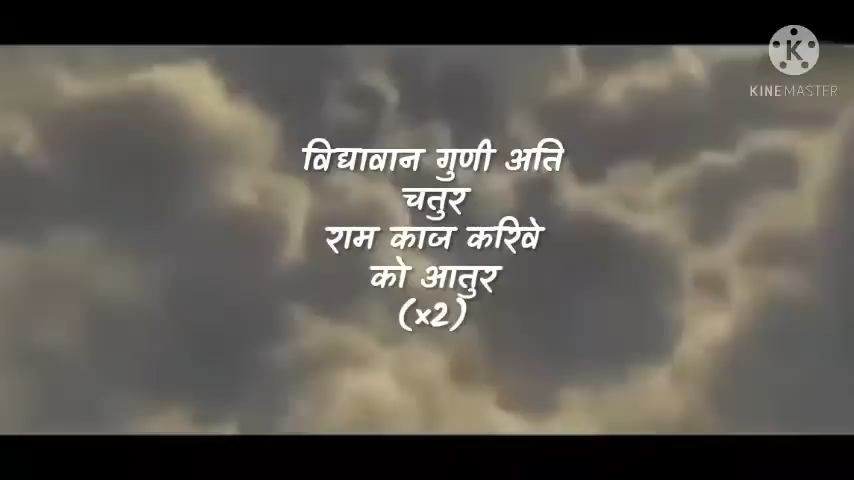 KINEMASTER
विद्यावान गुणी अति
चतुर
राम काज करिवे
को आतुर
(x2)